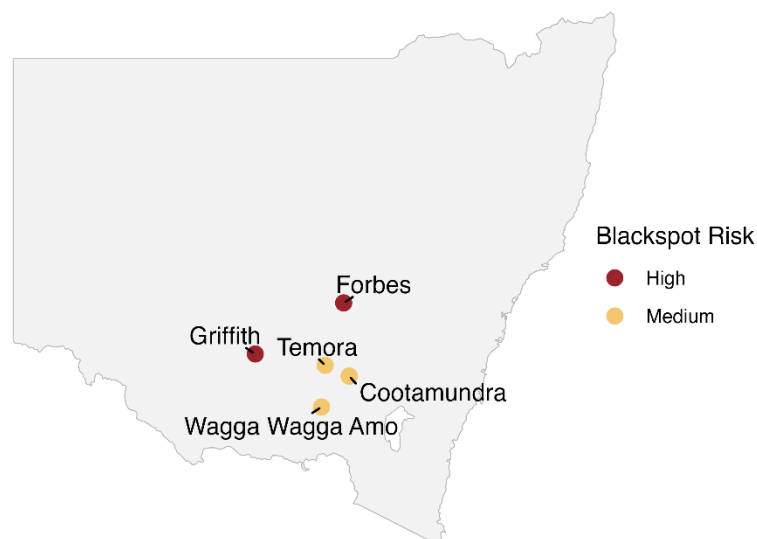 Blackspot Risk
High
Medium
Forbes
Griffith
Temora
Cootamundra
Wagga Wagga Amo